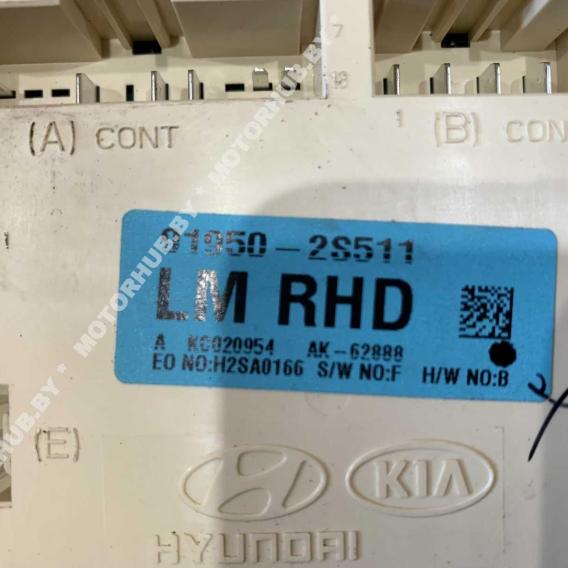 7
18
(A) CONT
1
(B) CON
91950-2S511
LM RHD
A KC020954 AK-62888
EO NO:H2SA0166 S/W NO:F H/W NO:B
(E)
KIA
HYUNDAI
MOTORHUB.BY * MOTORHUB.BY * MOTORHUB.BY